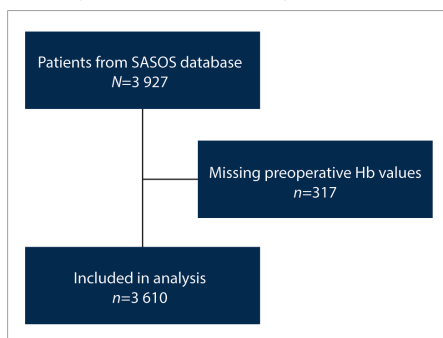 Patients from SASOS database
N=3 927
Missing preoperative Hb values
n=317
Included in analysis
n=3 610